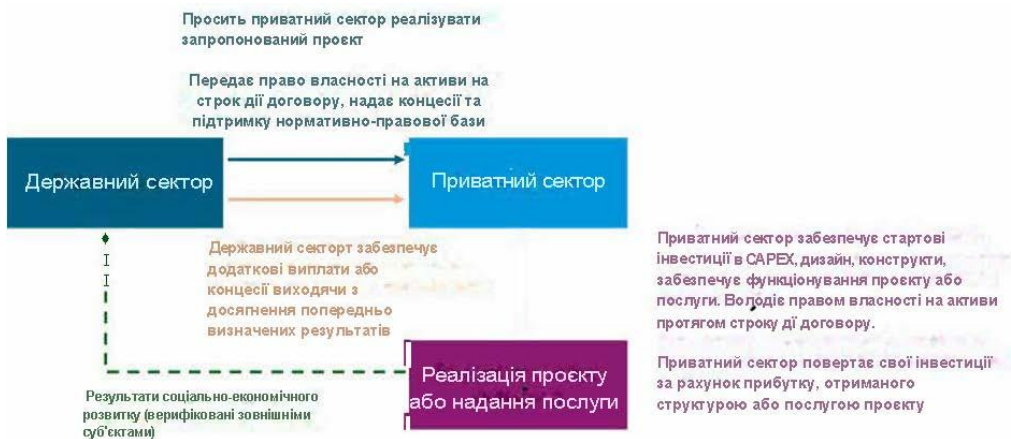 Просить приватний сектор реалізувати
запропонований проєкт
Передає право власності на активи на
строк дії договору, надає концесії та
підтримку нормативно-правової бази
Державний сектор
Приватний сектор
Державний секторт забезпечує
додаткові виплати або
концесії виходячи з
досягнення попередньо
визначених результатів
Приватний сектор забезпечує стартові
інвестиції в CAPEX, дизайн, конструкти,
забезпечує функціонування проєкту або
послуги. Володіє правом власності на активи
протягом строку дї договору.
Приватний сектор повертає свої інвестиції
за рахунок прибутку, отриманого
структурою або послугою проєкту
Реалізація проєкту
або надання послуги
Результати соціально-економічного
розвитку (верифіковані зовнішніми
суб'єктами)